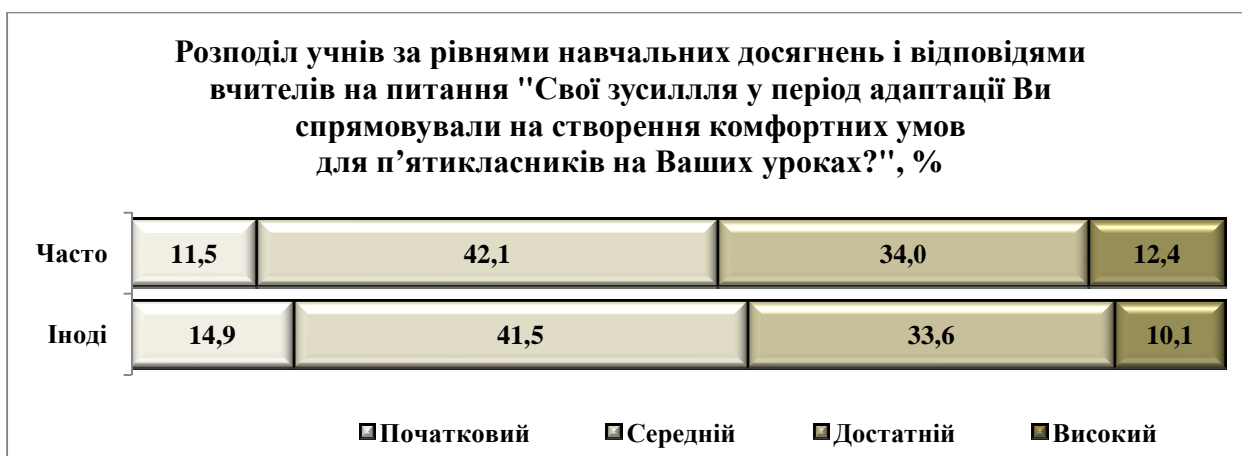 Розподіл учнів за рівнями навчальних досягнень і відповідями
вчителів на питання "Свої зусиллля у період адаптації Ви
спрямовували на створення комфортних умов
для п’ятикласників на Ваших уроках?", %
Часто 11,5 42,1 34,0 12,4
Іноді 14,9 41,5 33,6 10,1
Початковий Середній Достатній Високий